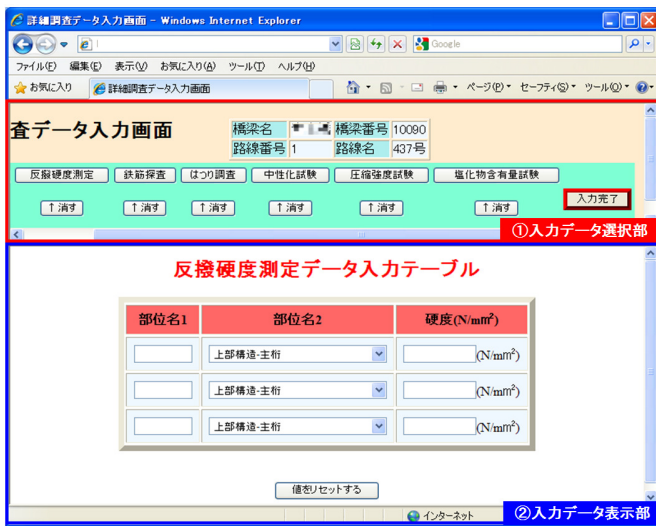 詳細調査データ入力画面 - Windows Internet Explorer
Google
ファイル(F) 編集(E) 表示(V) お気に入り(A) ツール(T) ヘルプ(H)
お気に入り 詳細調査データ入力画面 ページ(P) セーフティ(S) ツール(O)
査データ入力画面
橋梁名 橋梁番号 10090
路線番号 1 路線名 437号
反撥硬度測定 鉄筋探査 はつり調査 中性化試験 圧縮強度試験 塩化物含有量試験
↑消す ↑消す ↑消す ↑消す ↑消す ↑消す 入力完了
①入力データ選択部
反撥硬度測定データ入力テーブル
部位名1 部位名2 硬度(N/mm²)
上部構造-主桁 (N/mm²)
上部構造-主桁 (N/mm²)
上部構造-主桁 (N/mm²)
値をリセットする
インターネット
②入力データ表示部